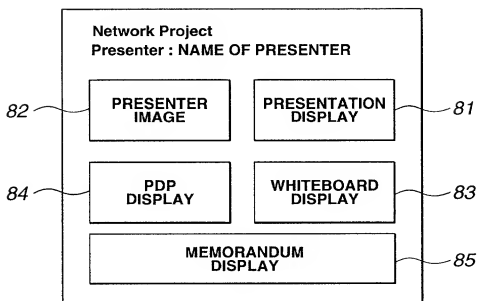 Network Project
Presenter : NAME OF PRESENTER
82
PRESENTER
IMAGE
PRESENTATION
DISPLAY
81
84
PDP
DISPLAY
WHITEBOARD
DISPLAY
83
MEMORANDUM
DISPLAY
85